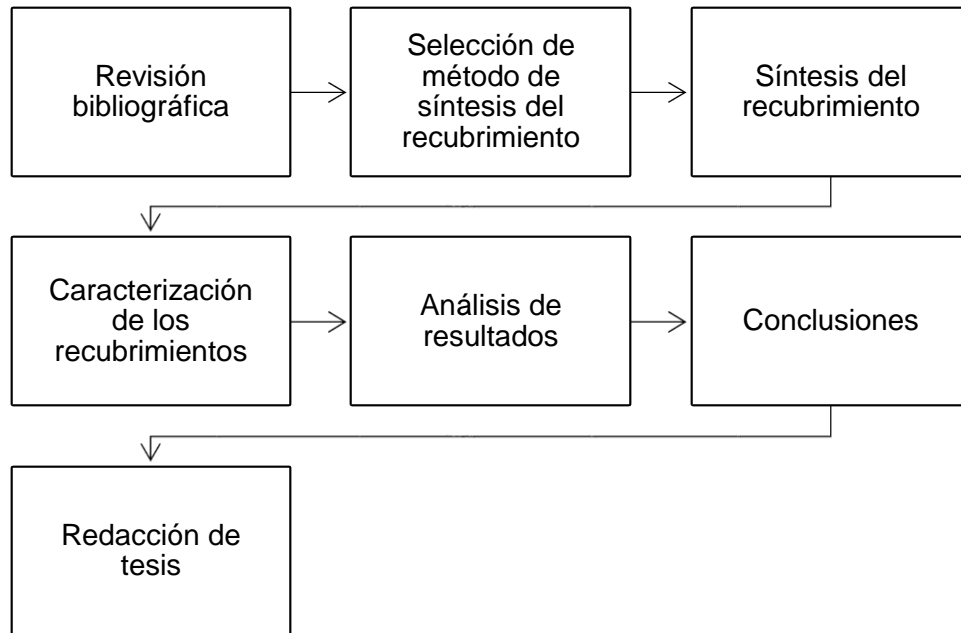 Revisión
bibliográfica
Selección de
método de
síntesis del
recubrimiento
Síntesis del
recubrimiento
Caracterización
de los
recubrimientos
Análisis de
resultados
Conclusiones
Redacción de
tesis